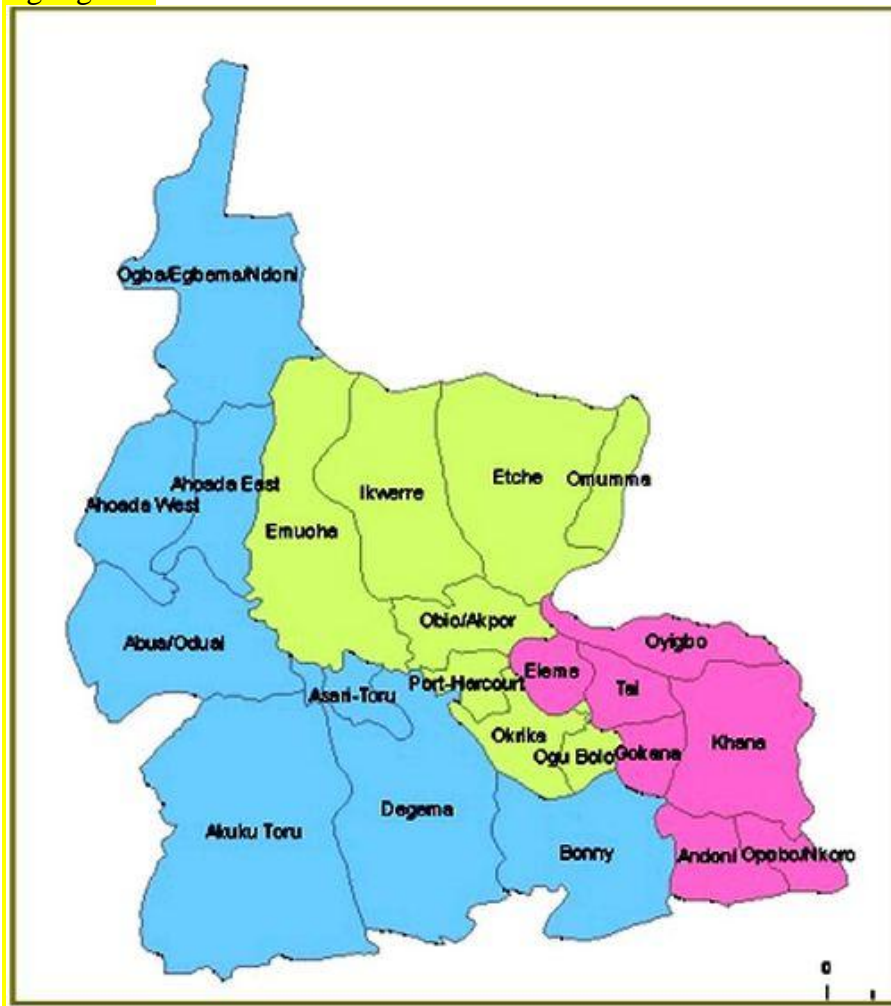 Ogba/Egbema/Ndoni
Ahoada East
Ahoada West
Emuoha
Ikwerre
Etche
Omumma
Obio/Akpor
Oyigbo
Abua/Odual
Asari-Toru
Port-Harcourt
Eleme
Tai
Okrika
Ogu Bolo
Gokana
Khana
Degema
Akuku Toru
Bonny
Andoni
Opobo/Nkoro
0